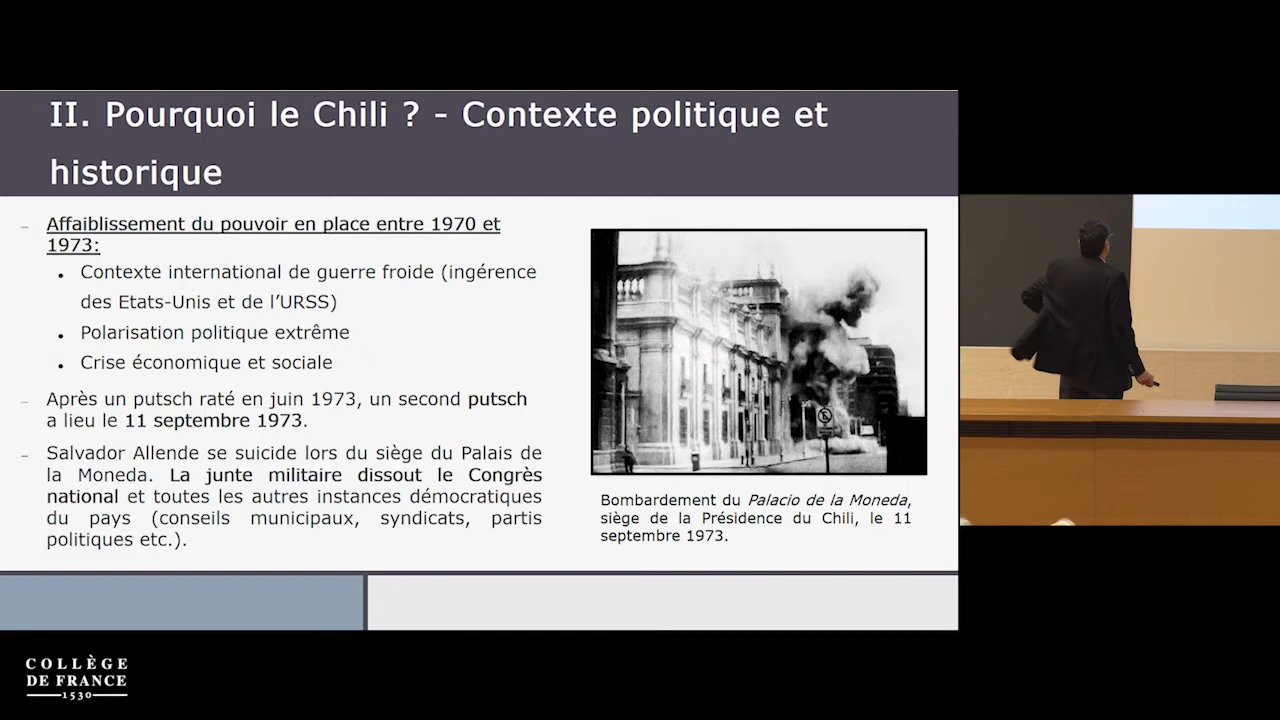 II. Pourquoi le Chili ? - Contexte politique et
historique
– Affaiblissement du pouvoir en place entre 1970 et
1973:
• Contexte international de guerre froide (ingérence
des Etats-Unis et de l’URSS)
• Polarisation politique extrême
• Crise économique et sociale
– Après un putsch raté en juin 1973, un second putsch
a lieu le 11 septembre 1973.
– Salvador Allende se suicide lors du siège du Palais de
la Moneda. La junte militaire dissout le Congrès
national et toutes les autres instances démocratiques
du pays (conseils municipaux, syndicats, partis
politiques etc.).
Bombardement du Palacio de la Moneda,
siège de la Présidence du Chili, le 11
septembre 1973.
COLLÈGE
DE FRANCE
1530